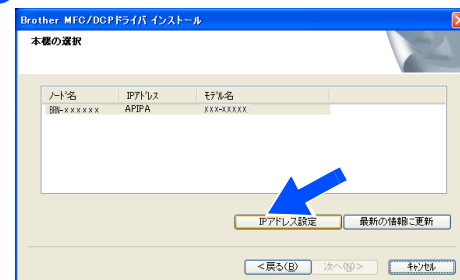 Brother MFC/DCPドライバ インストール
本機の選択
ノード名 IPアドレス モデル名
BRN-xxxxxx APIPA xxx-xxxxx
IPアドレス設定 最新の情報に更新
<戻る(B) 次へ(N)> キャンセル